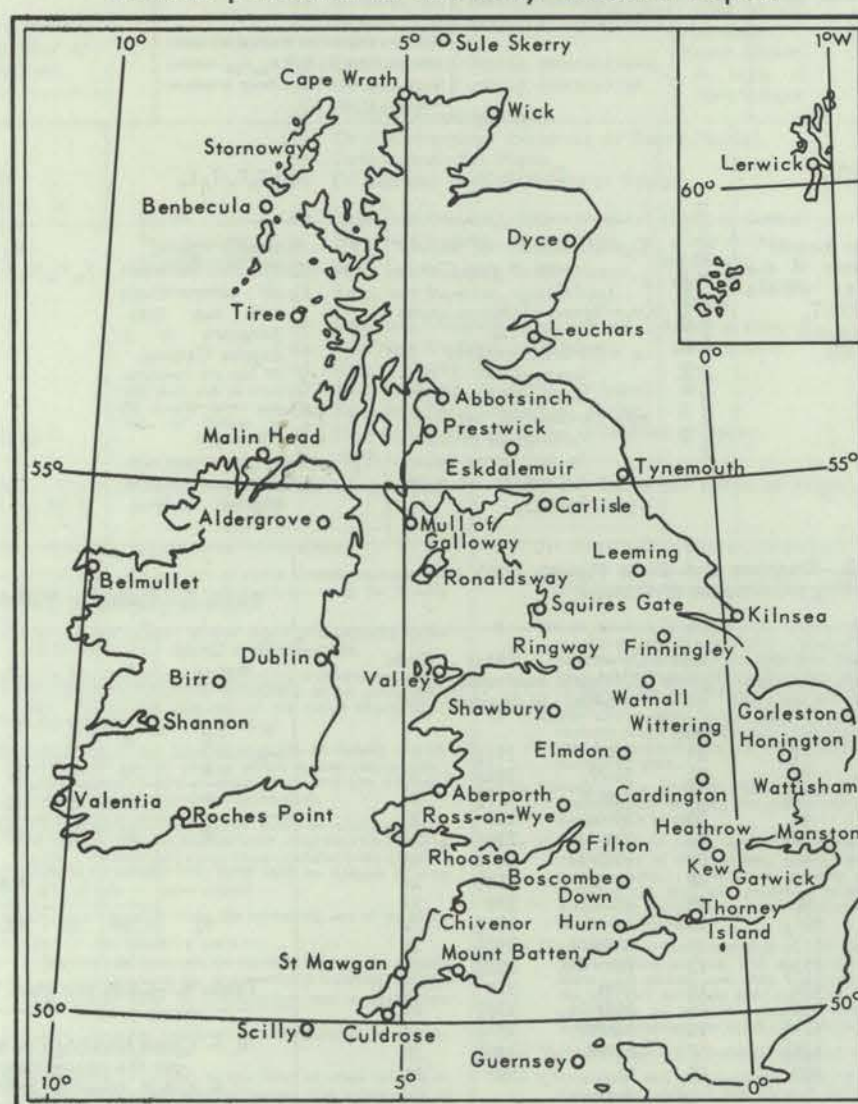 10°
5°
Sule Skerry
1°W
Cape Wrath
Wick
Stornoway
Lerwick
60°
Benbecula
Dyce
Tiree
Leuchars
0°
Abbotsinch
Malin Head
Prestwick
Eskdalemuir
Tynemouth
55°
55°
Carlisle
Aldergrove
Mull of
Galloway
Leeming
Belmullet
Ronaldsway
Squires Gate
Kilnsea
Ringway
Finningley
Dublin
Valley
Birr
Watnall
Shawbury
Wittering
Gorleston
Shannon
Elmdon
Honington
Wattisham
Valentia
Aberporth
Cardington
Roches Point
Ross-on-Wye
Heathrow
Manston
Rhoose
Filton
Kew
Boscombe
Down
Gatwick
Chivenor
Hurn
Thorney
Island
St Mawgan
Mount Batten
50°
50°
Scilly
Culdrose
Guernsey
10°
5°
0°